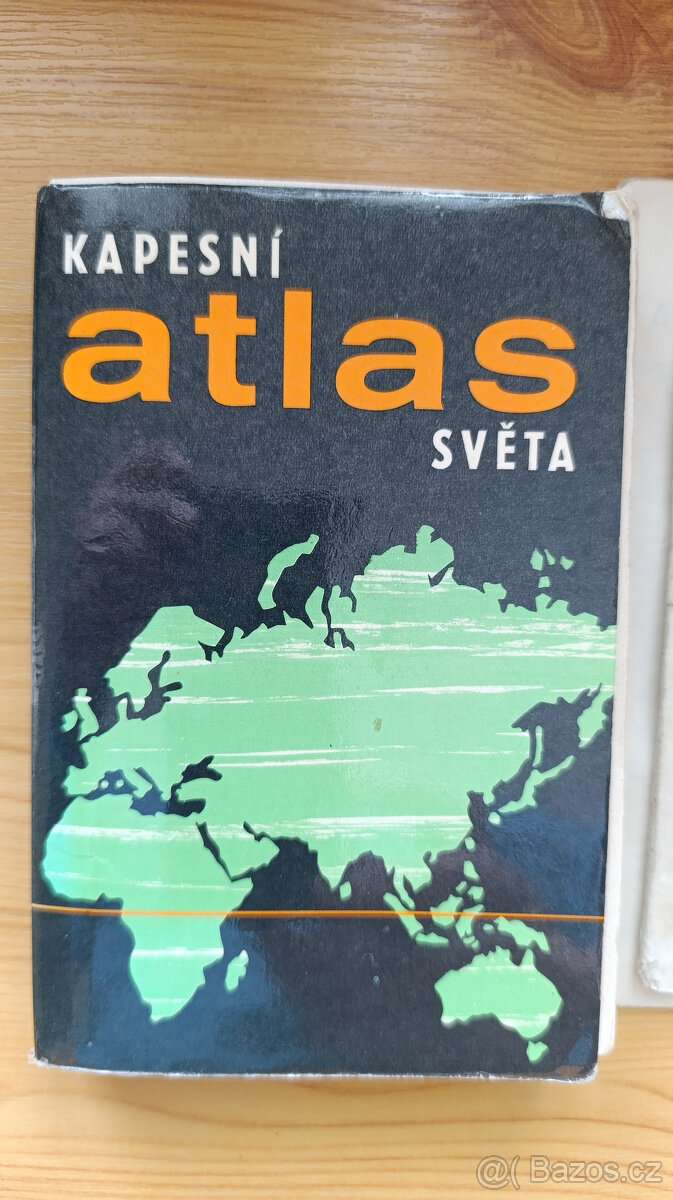 KAPESNÍ
atlas
SVĚTA
@( Bazos.cz